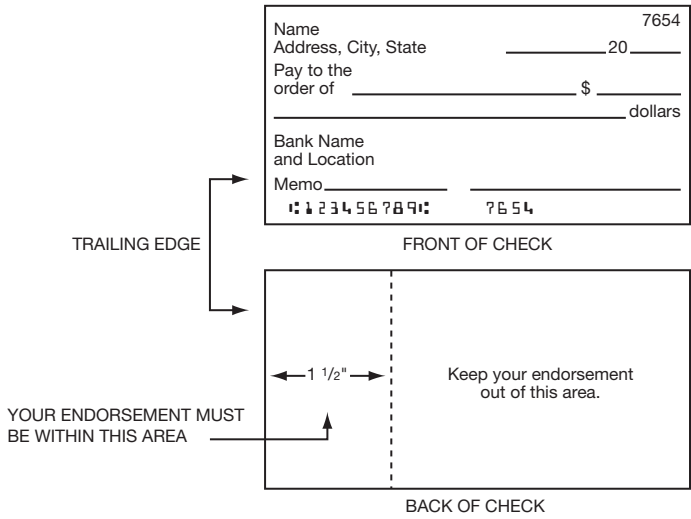 7654
Name
Address, City, State 20
Pay to the
order of $
dollars
Bank Name
and Location
Memo
⑆123456789⑆ 7654
TRAILING EDGE
FRONT OF CHECK
1 1/2"
Keep your endorsement
out of this area.
YOUR ENDORSEMENT MUST
BE WITHIN THIS AREA
BACK OF CHECK